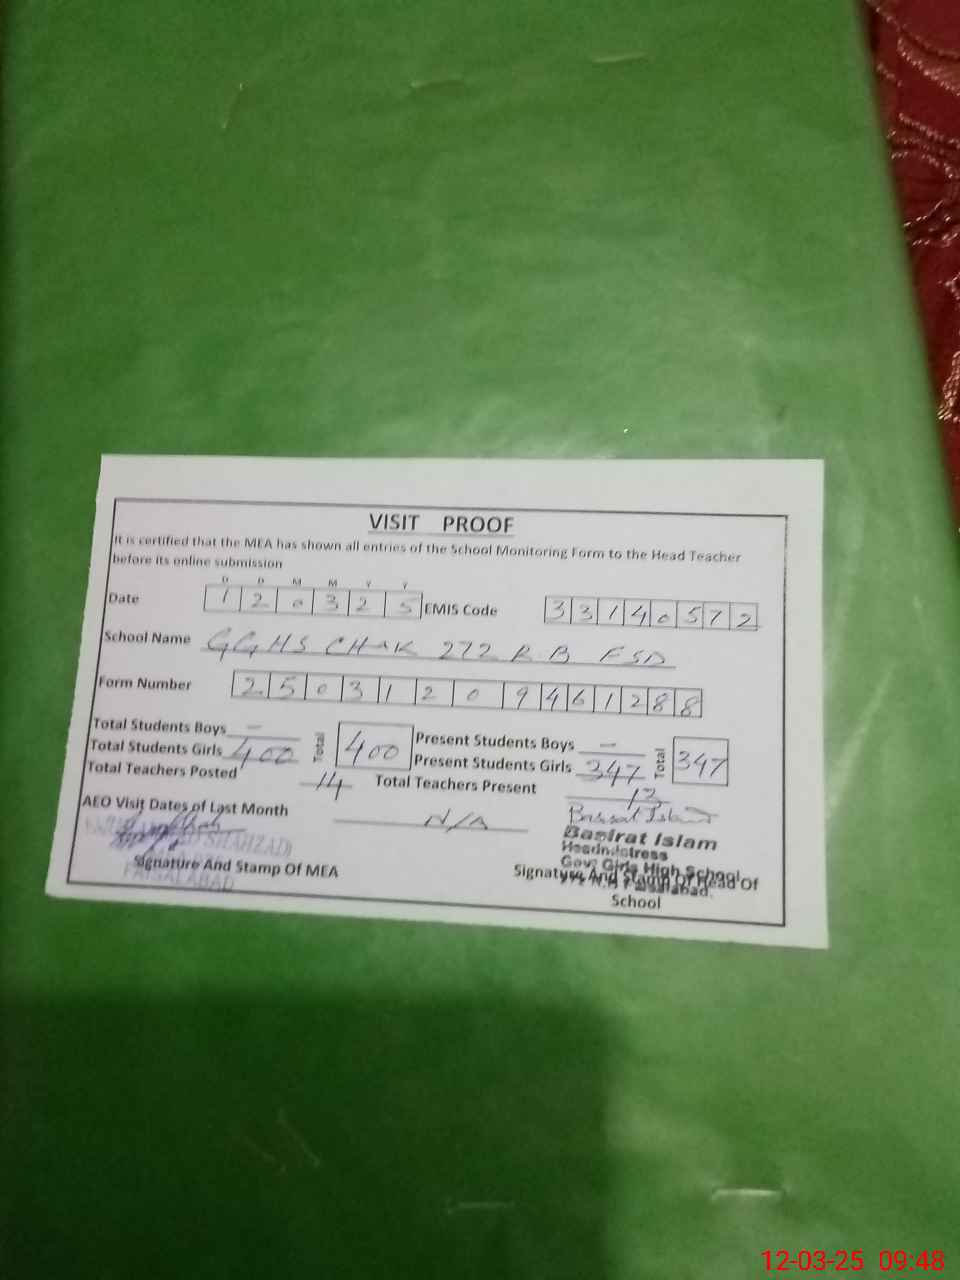 VISIT PROOF
It is certified that the MEA has shown all entries of the School Monitoring Form to the Head Teacher
before its online submission
D D M M Y Y
Date 1 2 0 3 2 5 EMIS Code 3 3 1 4 0 5 7 2
School Name GGHS CHAK 272 R B FSD
Form Number 2 5 0 3 1 2 0 9 4 6 1 2 8 8
Total Students Boys — Total 400 Present Students Boys — Total 347
Total Students Girls 400 Present Students Girls 347
Total Teachers Posted 14 Total Teachers Present 13
AEO Visit Dates of Last Month N/A
Basirat Islam
Headmistress
Govt Girls High School
SHAHZAD
FAISALABAD
Signature And Stamp Of MEA Signature And Stamp Of Head Of
School
12-03-25 09:48